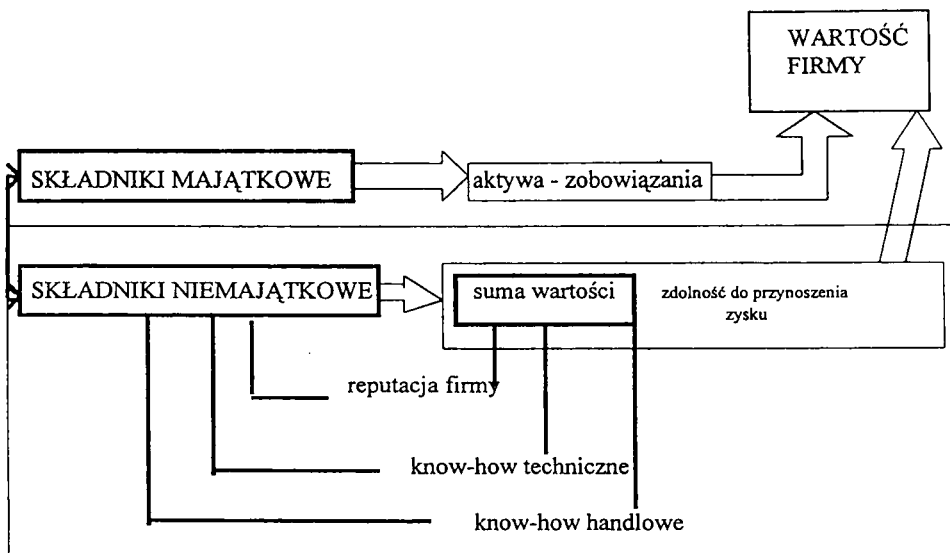 WARTOŚĆ
FIRMY
SKŁADNIKI MAJĄTKOWE
aktywa - zobowiązania
SKŁADNIKI NIEMAJĄTKOWE
suma wartości
zdolność do przynoszenia
zysku
reputacja firmy
know-how techniczne
know-how handlowe